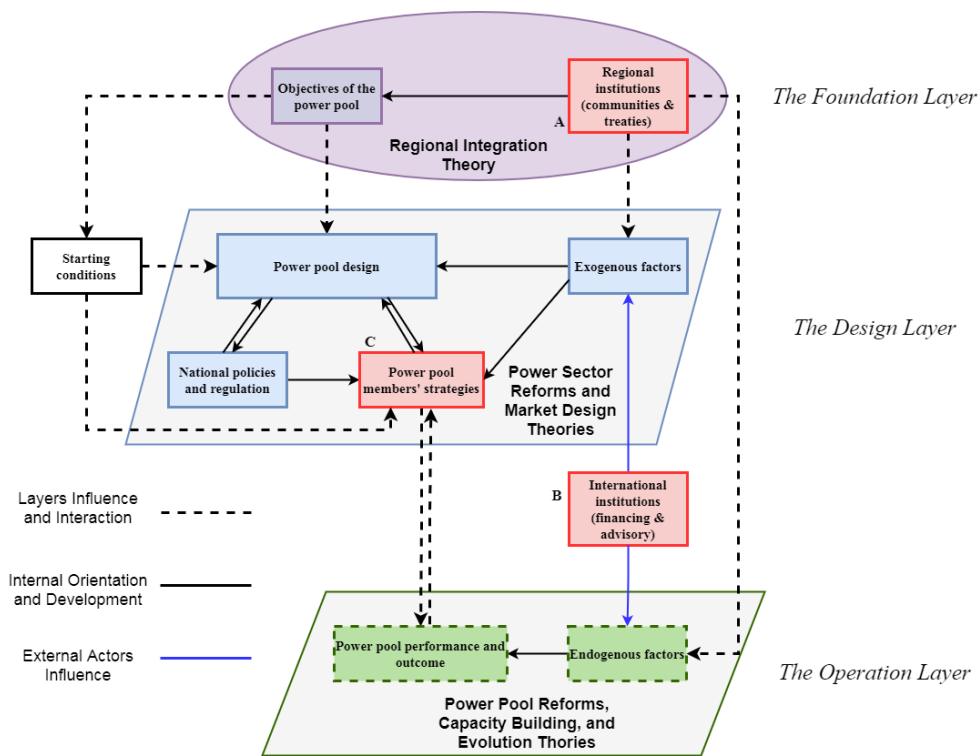 Objectives of the
power pool
Regional
institutions
(communities &
treaties)
A
The Foundation Layer
Regional Integration
Theory
Starting
conditions
Power pool design
Exogenous factors
The Design Layer
C
National policies
and regulation
Power pool
members' strategies
Power Sector
Reforms and
Market Design
Theories
B
International
institutions
(financing &
advisory)
Layers Influence
and Interaction
Internal Orientation
and Development
External Actors
Influence
Power pool performance and
outcome
Endogenous factors
The Operation Layer
Power Pool Reforms,
Capacity Building, and
Evolution Thories